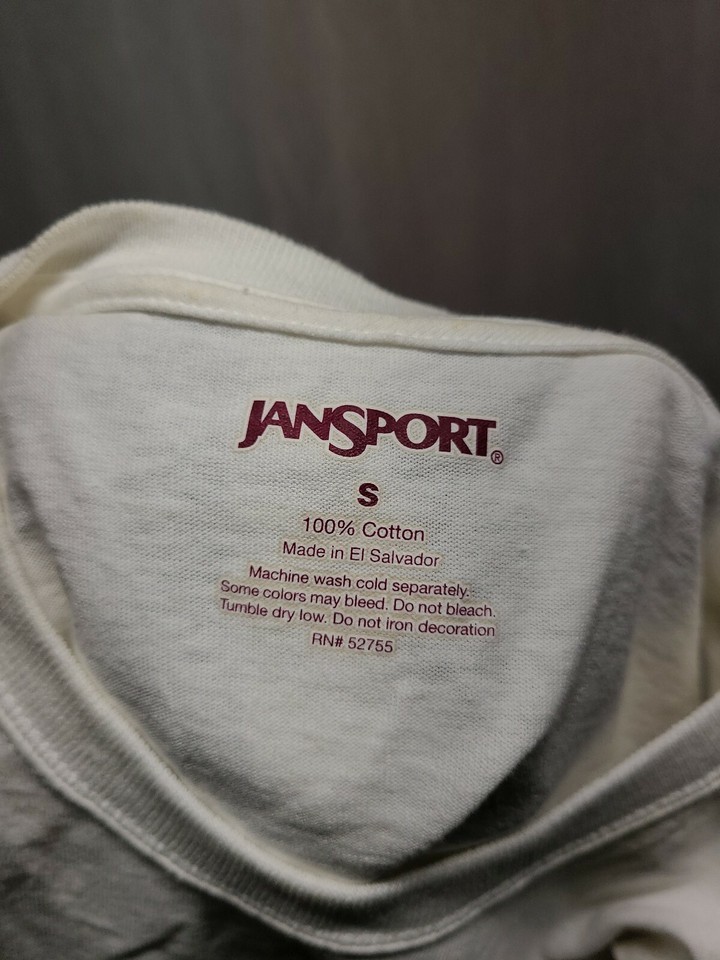 JANSPORT®
S
100% Cotton
Made in El Salvador
Machine wash cold separately.
Some colors may bleed. Do not bleach.
Tumble dry low. Do not iron decoration
RN# 52755